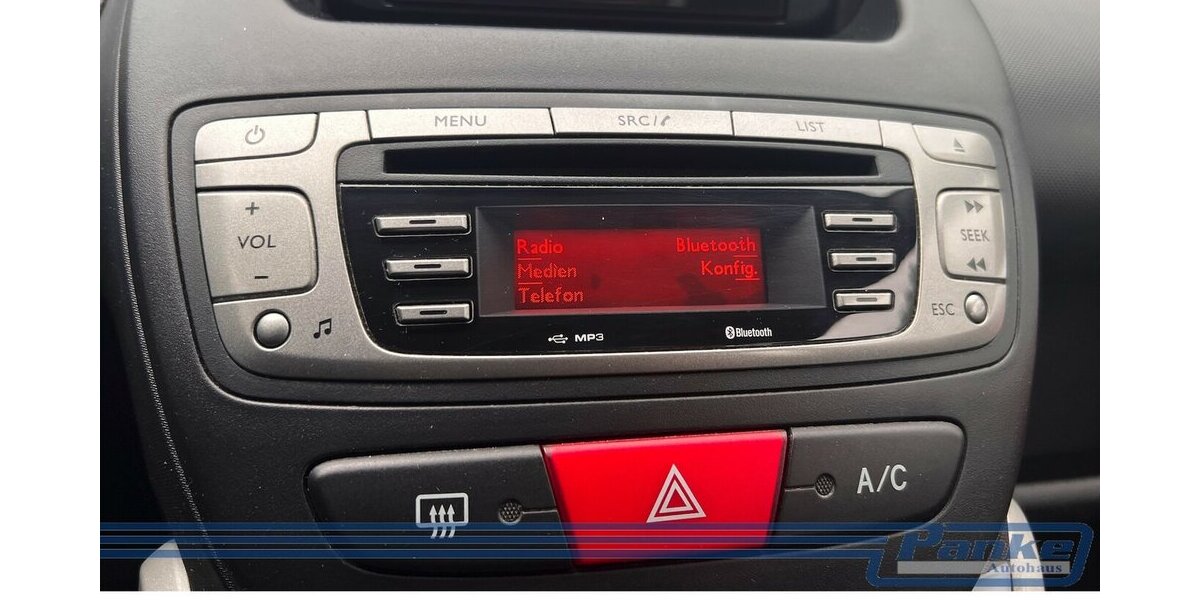 MENU SRC/ LIST
+
VOL
–
SEEK
ESC
Radio Bluetooth
Medien Konfig.
Telefon
MP3 Bluetooth
A/C
Panke
Autohaus